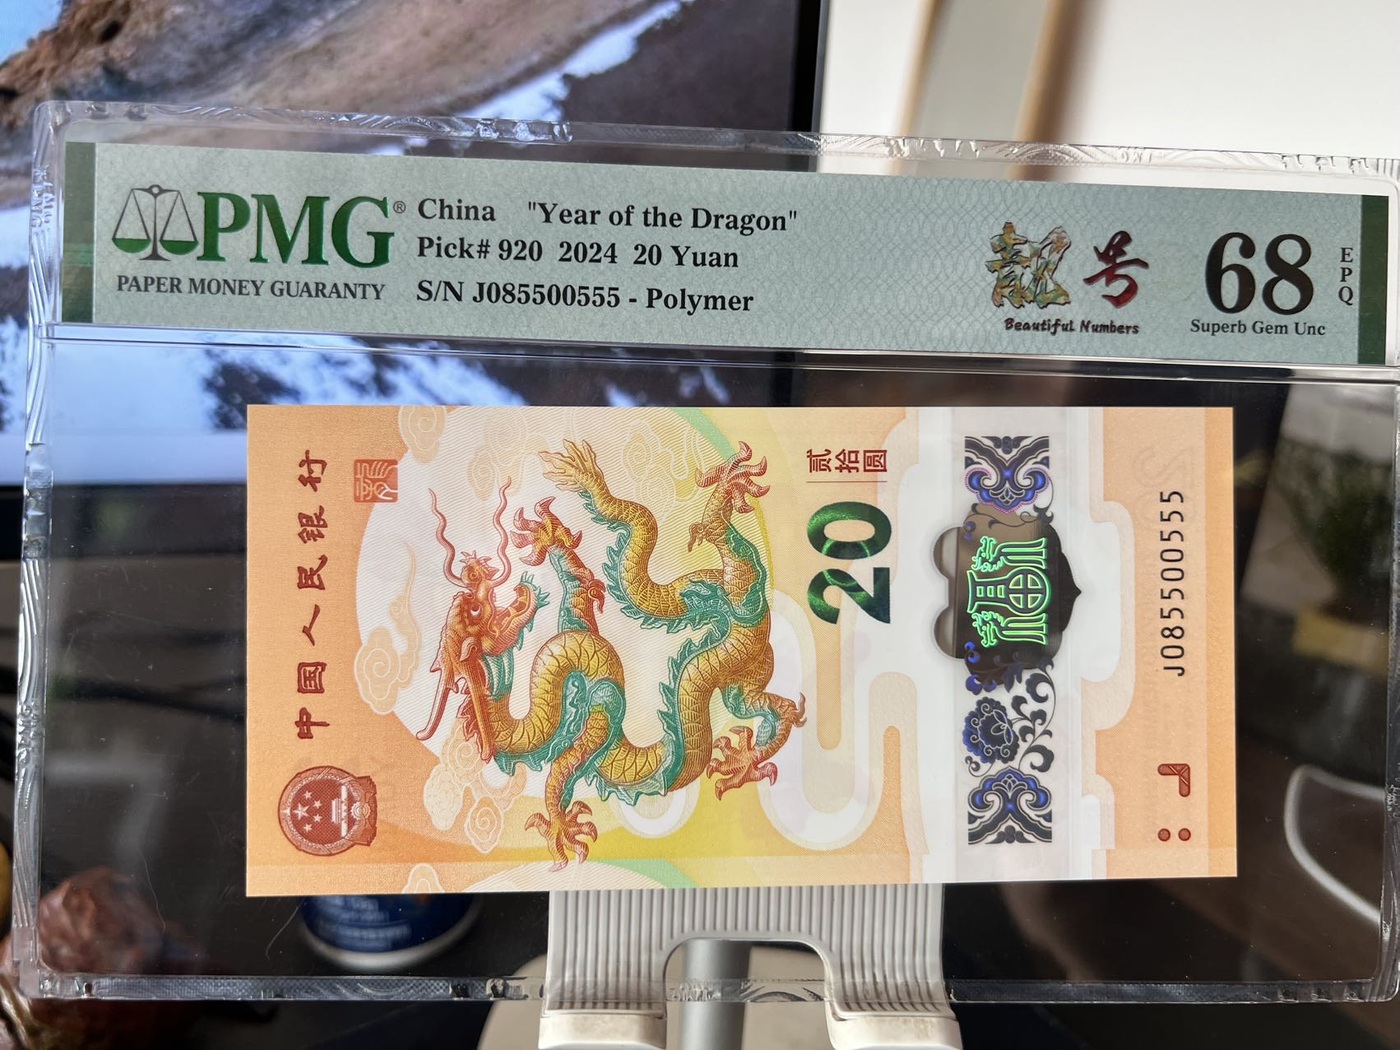 PMG®
PAPER MONEY GUARANTY
China "Year of the Dragon"
Pick# 920 2024 20 Yuan
S/N J085500555 - Polymer
号
Beautiful Numbers
68
EPQ
Superb Gem Unc
中国人民银行
贰拾圆
20
J085500555